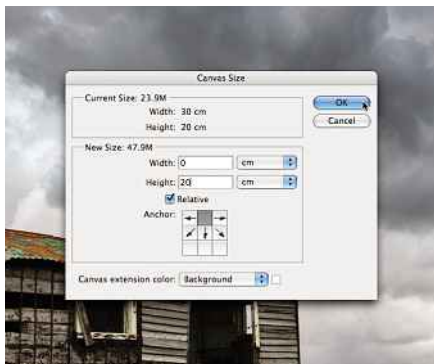 Canvas Size
Current Size: 23.9M
Width: 30 cm
Height: 20 cm
OK
Cancel
New Size: 47.9M
Width: 0 cm
Height: 20 cm
Relative
Anchor:
Canvas extension color: Background